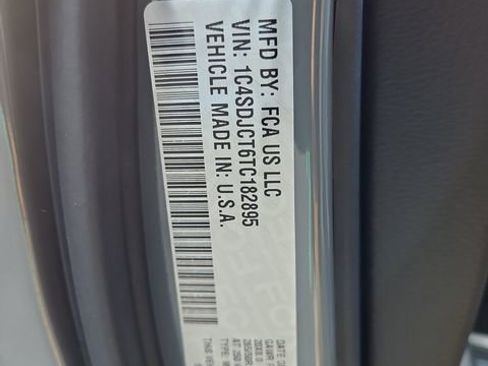 MFD BY: FCA US LLC
VIN: 1C4SDJCT6TC182895
VEHICLE MADE IN: U.S.A.